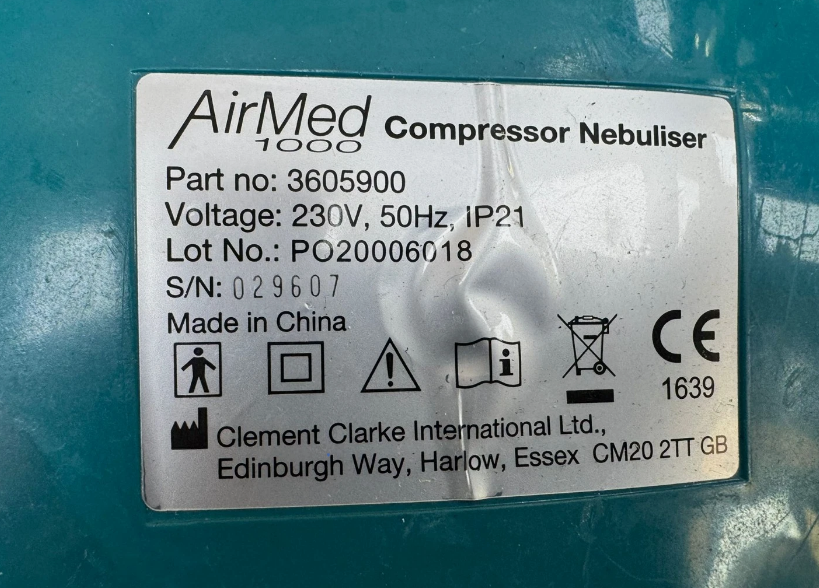 AirMed
1000
Compressor Nebuliser
Part no: 3605900
Voltage: 230V, 50Hz, IP21
Lot No.: PO20006018
S/N: 029607
Made in China
i
CE
1639
Clement Clarke International Ltd.,
Edinburgh Way, Harlow, Essex CM20 2TT GB